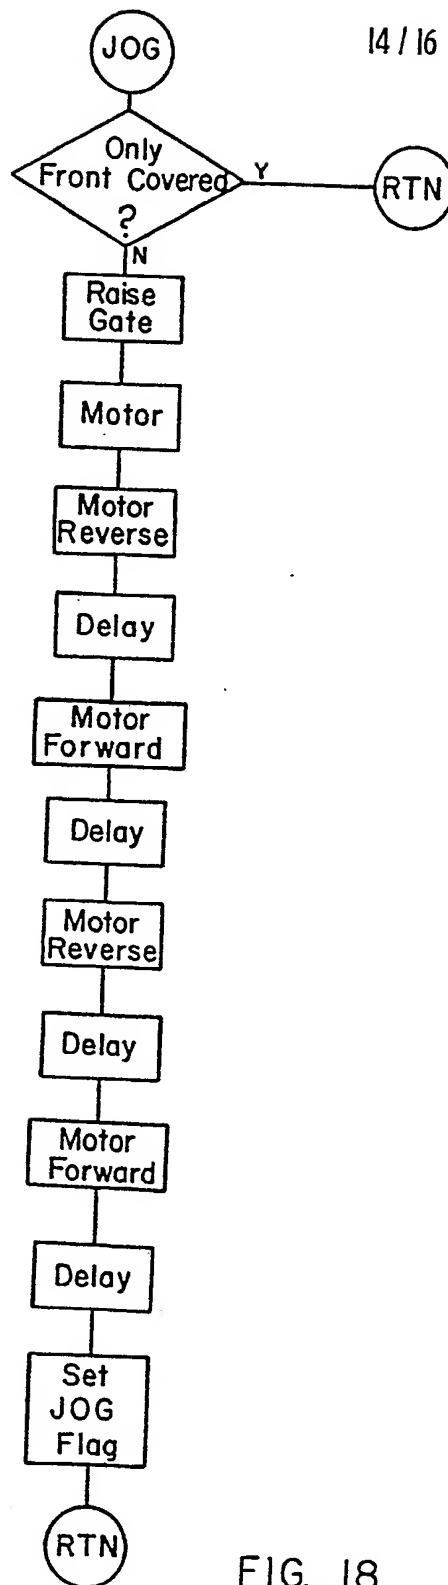 JOG
14/16
Only
Front Covered
?
Y
RTN
N
Raise
Gate
Motor
Motor
Reverse
Delay
Motor
Forward
Delay
Motor
Reverse
Delay
Motor
Forward
Delay
Set
JOG
Flag
RTN
FIG. 18